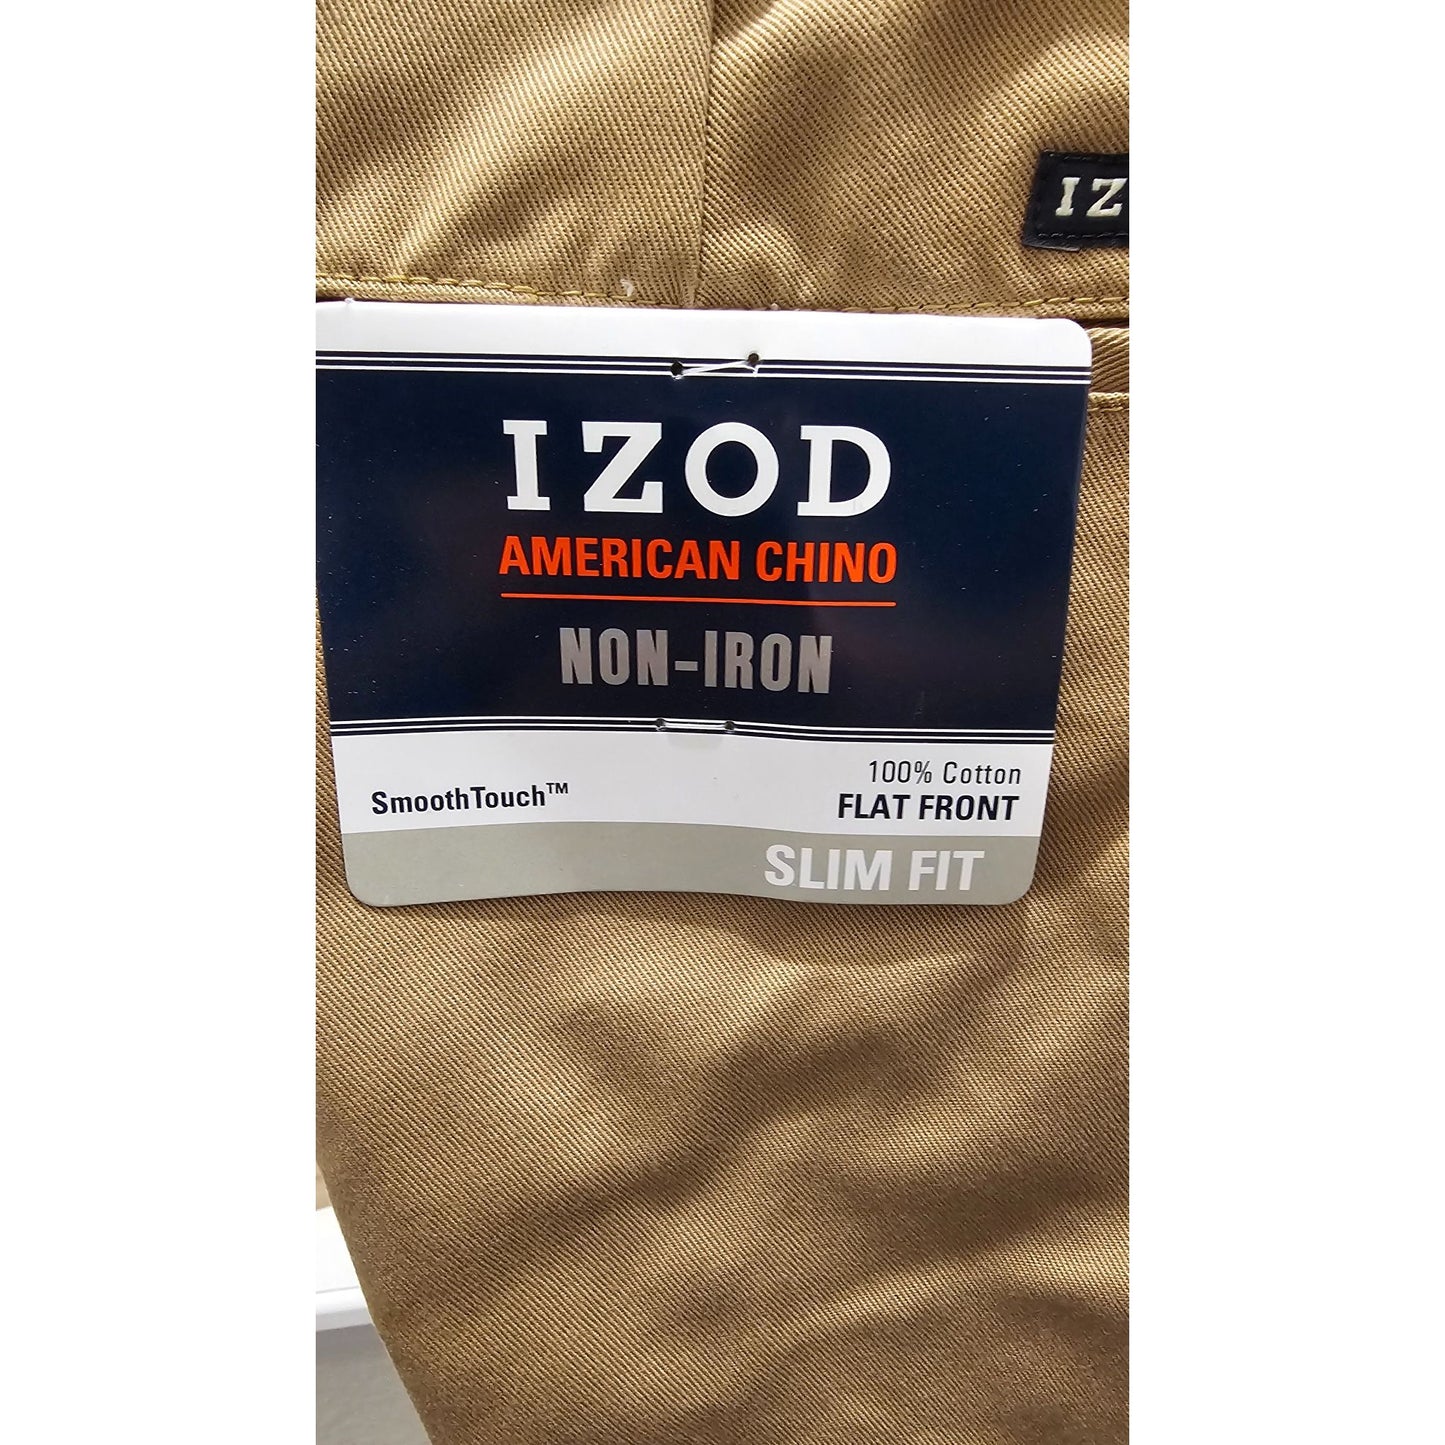 IZ
IZOD
AMERICAN CHINO
NON-IRON
SmoothTouch™
100% Cotton
FLAT FRONT
SLIM FIT